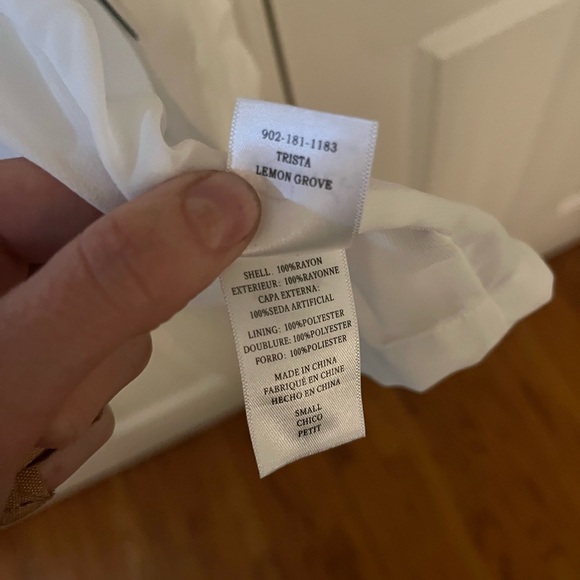 902-181-1183
TRISTA
LEMON GROVE
SHELL: 100%RAYON
EXTERIEUR: 100%RAYONNE
CAPA EXTERNA:
100%SEDA ARTIFICIAL
LINING: 100%POLYESTER
DOUBLURE: 100%POLYESTER
FORRO: 100%POLIESTER
MADE IN CHINA
FABRIQUÉ EN CHINE
HECHO EN CHINA
SMALL
CHICO
PETIT